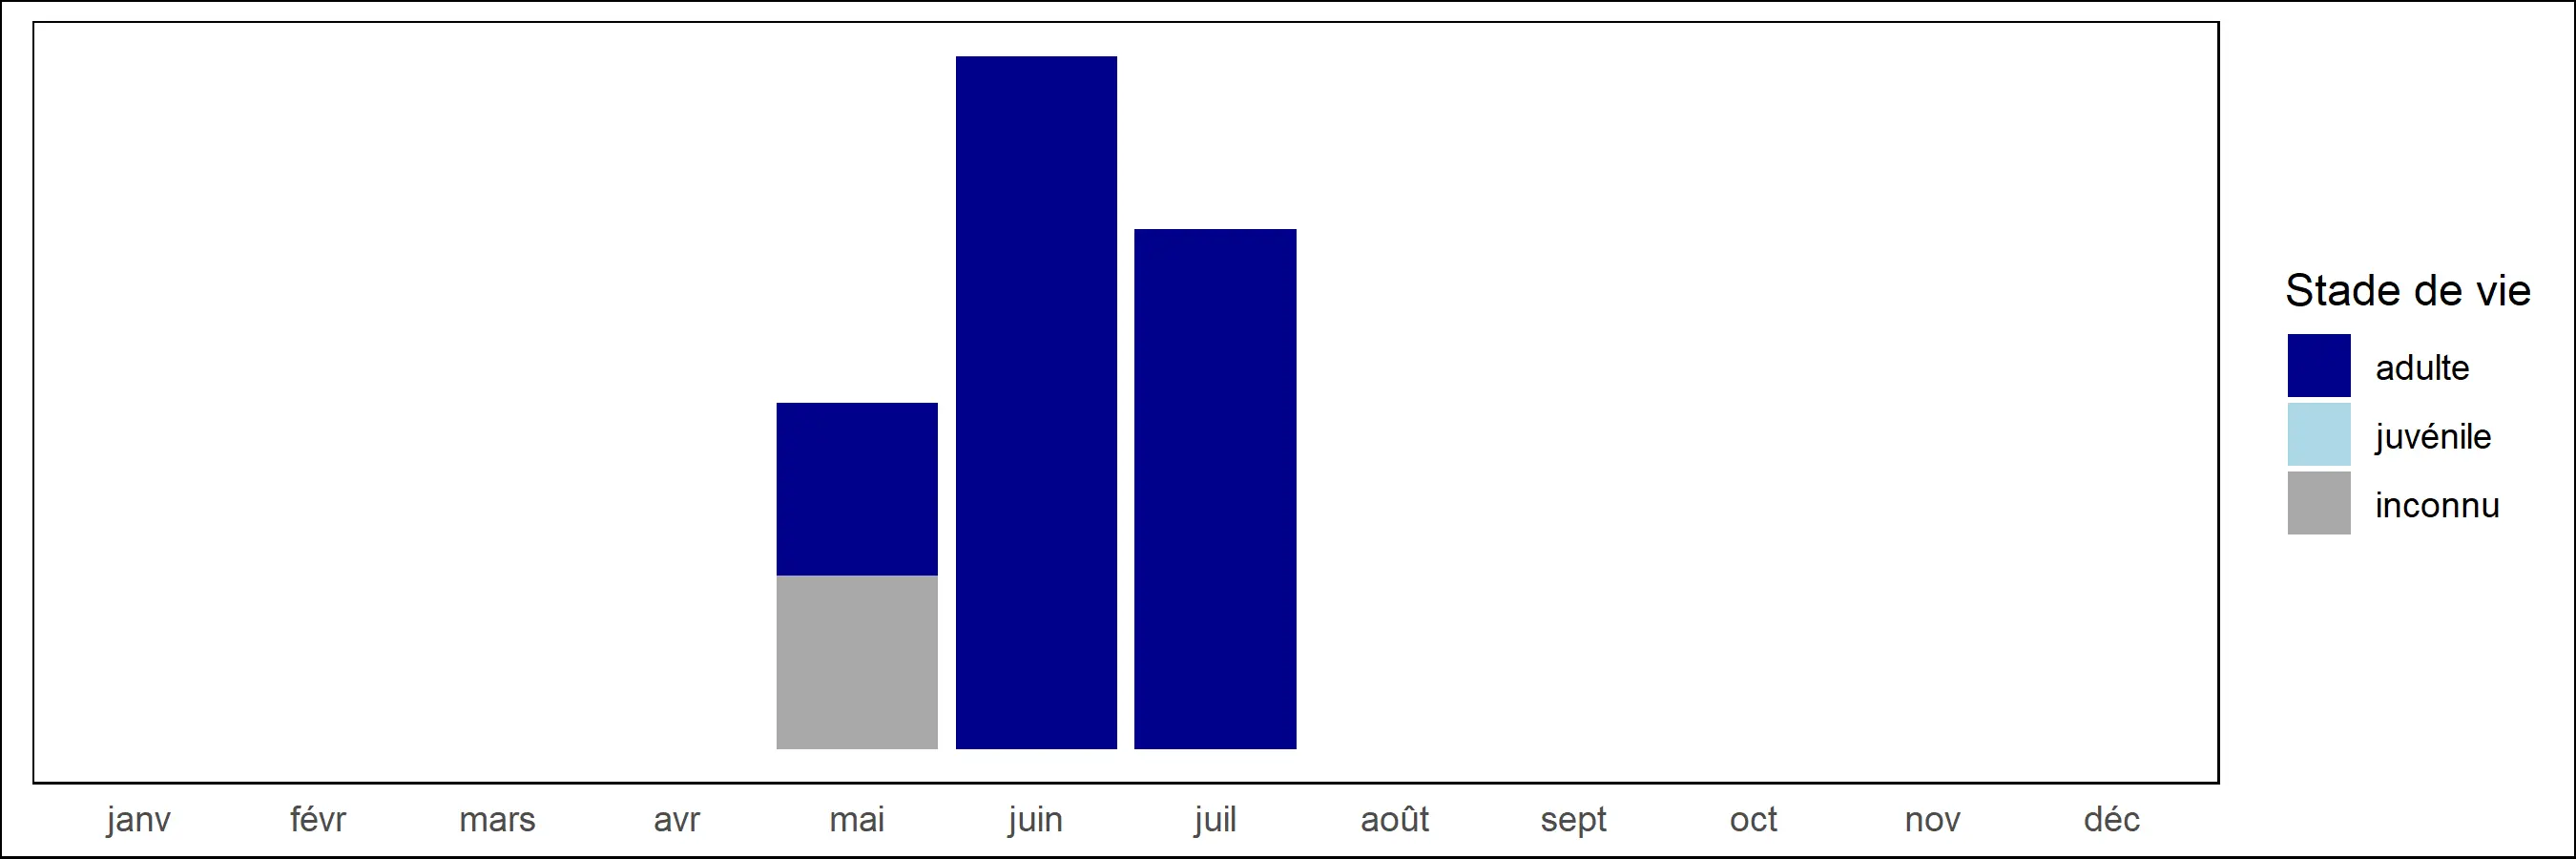 Stade de vie
adulte
juvénile
inconnu
janv févr mars avr mai juin juil août sept oct nov déc